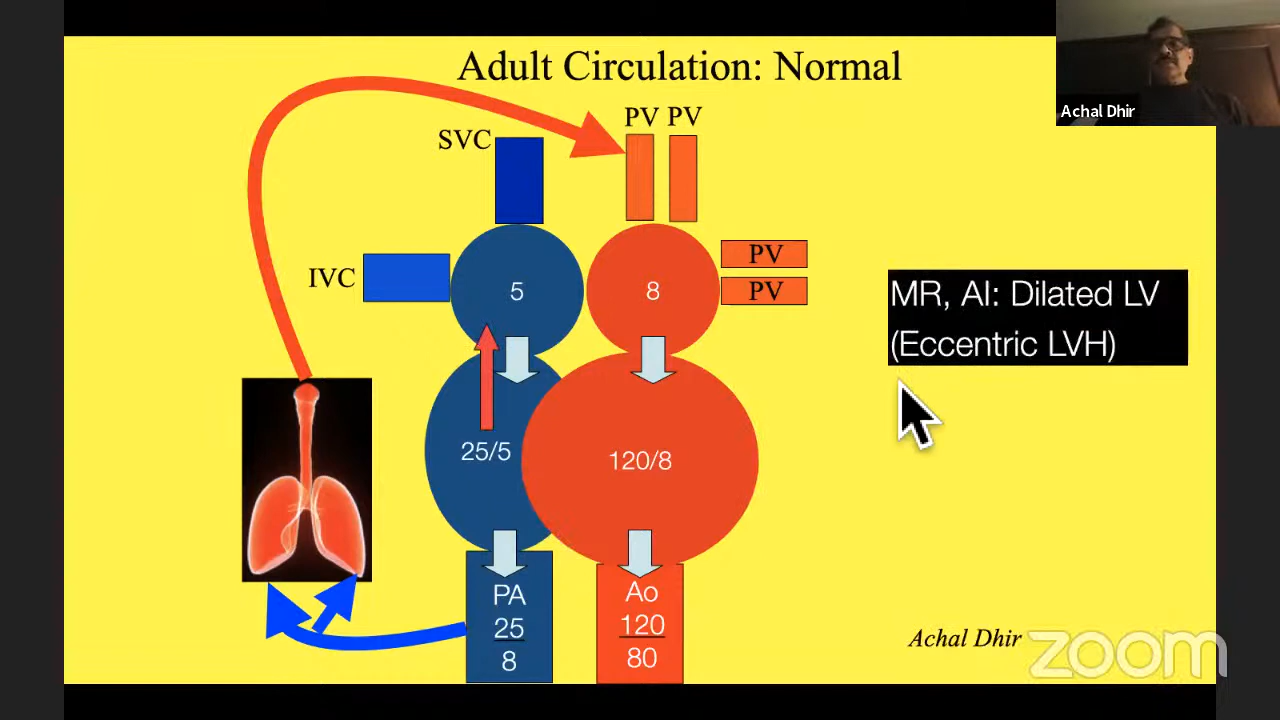 Adult Circulation: Normal
Achal Dhir
PV PV
SVC
PV
IVC
PV
5
8
MR, AI: Dilated LV
(Eccentric LVH)
25/5
120/8
PA
25
8
Ao
120
80
Achal Dhir
zoom